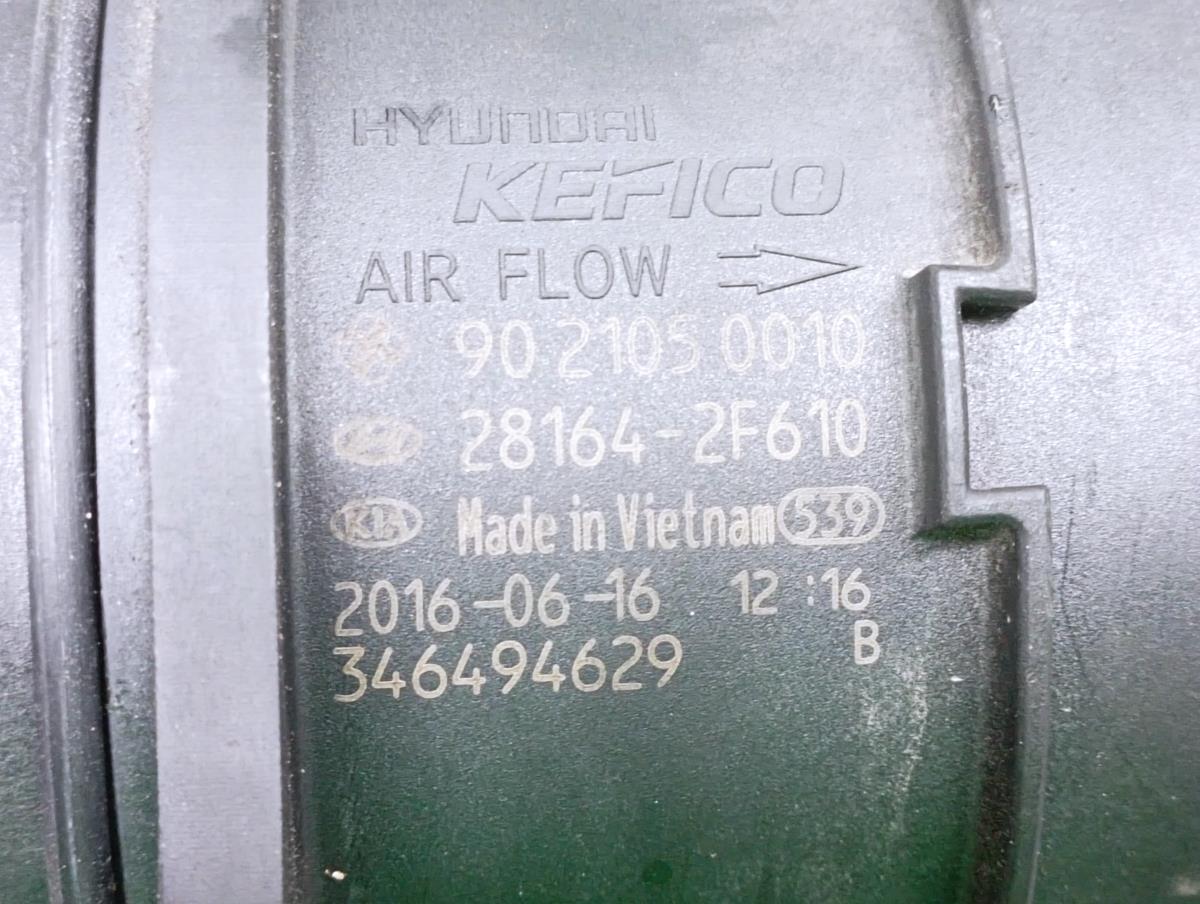 HYUNDAI
KEFICO
AIR FLOW
90 2105 0010
28164-2F610
KIA Made in Vietnam 539
2016-06-16 12:16
346494629 B